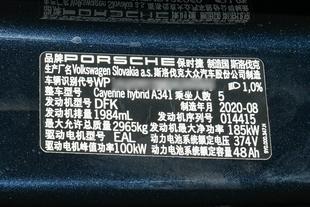 品牌 PORSCHE 保时捷 制造国 斯洛伐克
生产厂名 Volkswagen Slovakia a.s. 斯洛伐克大众汽车股份公司制造
车辆识别代号 WP 1,0%
整车型号 Cayenne hybrid A341 乘坐人数 5
发动机型号 DFK 制造年月 2020-08
发动机排量 1984ml 发动机号 014415
最大允许总质量 2965kg 发动机最大净功率 185kW
驱动电机型号 EAL 动力电池系统额定电压 374V
驱动电机峰值功率 100kW 动力电池系统额定容量 48Ah